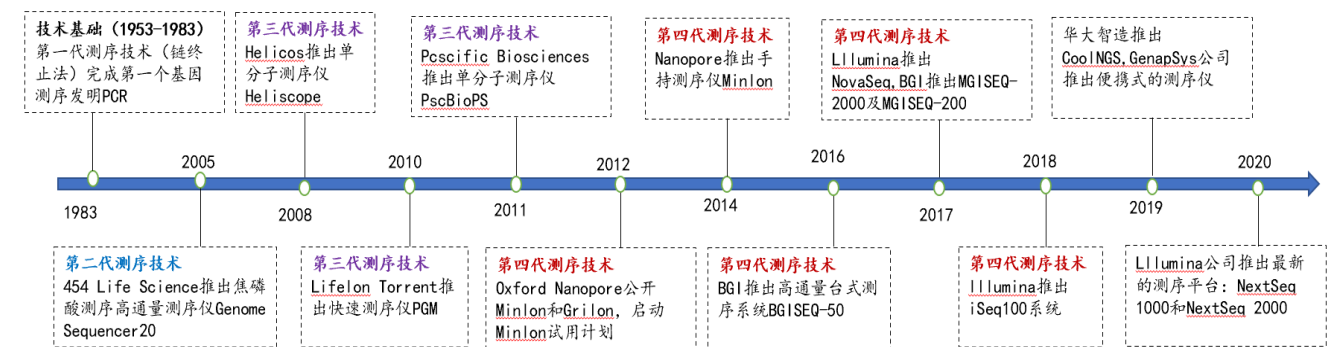 技术基础（1953-1983）
第一代测序技术（链终
止法）完成第一个基因
测序发明PCR
第三代测序技术
Helicos推出单
分子测序仪
Heliscope
第三代测序技术
Pcscific Biosciences
推出单分子测序仪
PscBioPS
第四代测序技术
Nanopore推出手
持测序仪Minlon
第四代测序技术
Lllumina推出
NovaSeq,BGI推出MGISEQ-
2000及MGISEQ-200
华大智造推出
CoolNGS,GenapSys公司
推出便携式的测序仪
2005
2010
2012
2016
2018
2020
1983
2008
2011
2014
2017
2019
第二代测序技术
454 Life Science推出焦磷
酸测序高通量测序仪Genome
Sequencer20
第三代测序技术
Lifelon Torrent推
出快速测序仪PGM
第四代测序技术
Oxford Nanopore公开
Minlon和Grilon，启动
Minlon试用计划
第四代测序技术
BGI推出高通量台式测
序系统BGISEQ-50
第四代测序技术
Illumina推出
iSeq100系统
Lllumina公司推出最新
的测序平台：NextSeq
1000和NextSeq 2000